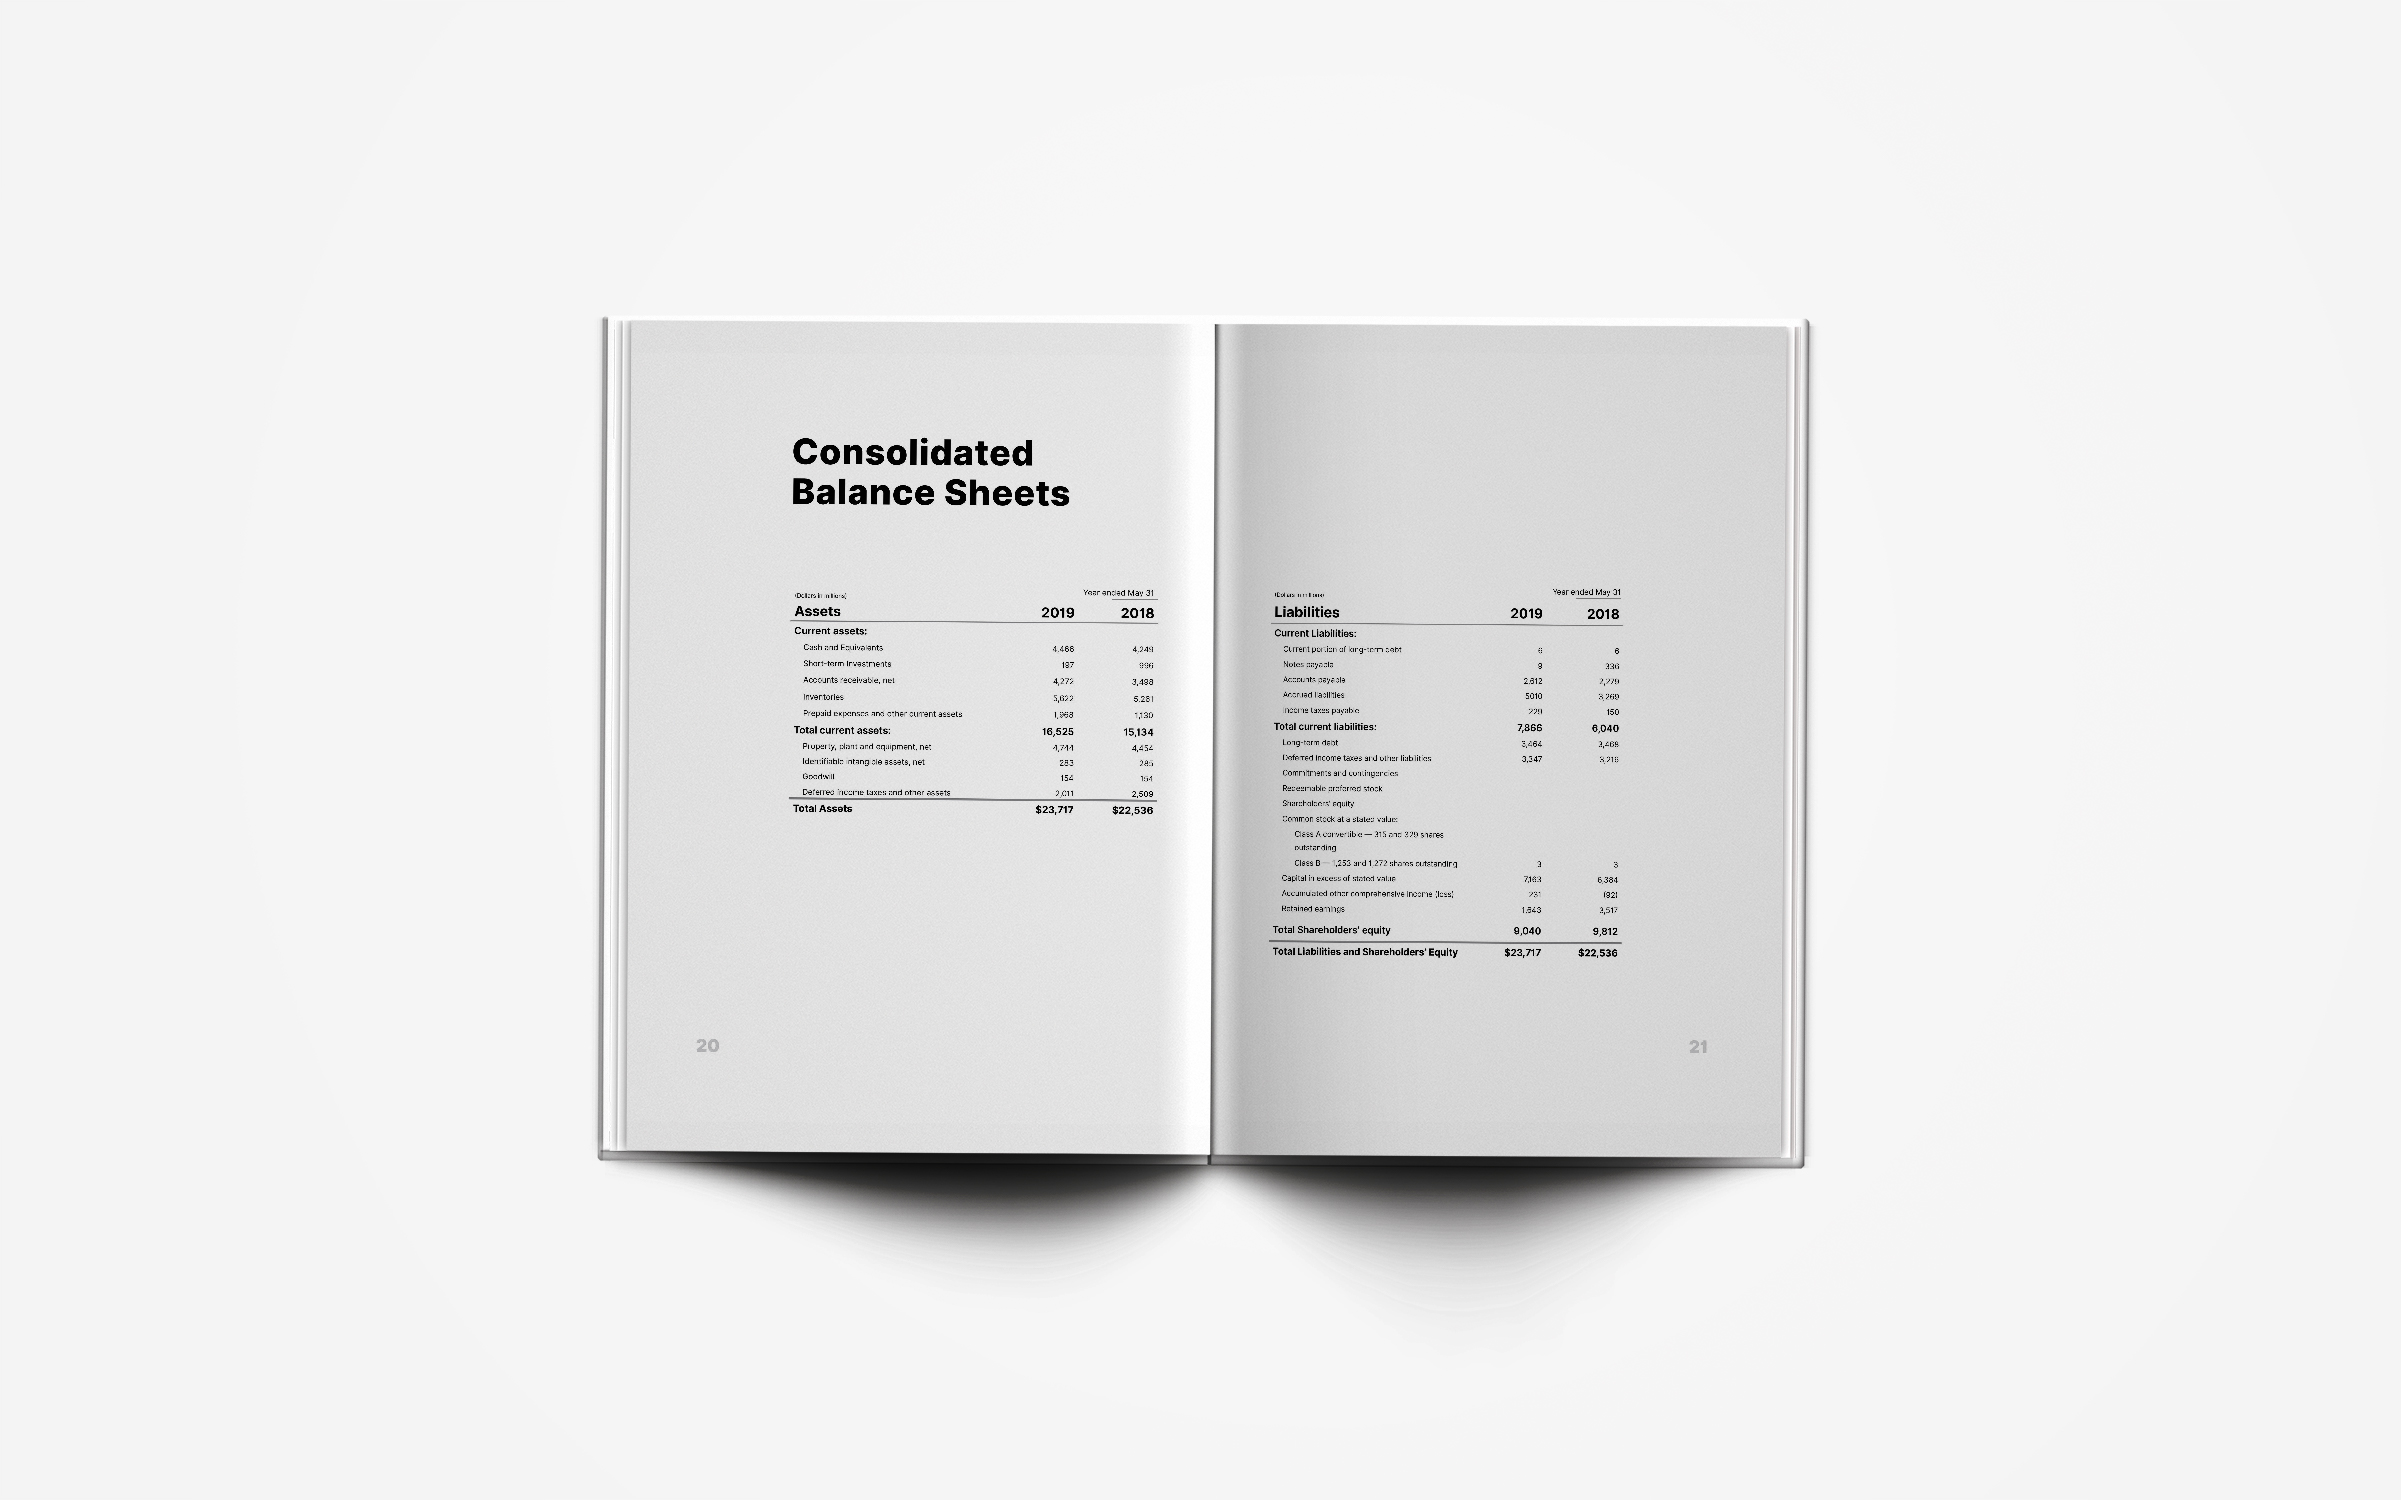 Consolidated
Balance Sheets
(Dollars in millions) Year ended May 31
Assets 2019 2018
Current assets:
Cash and Equivalents 4,466 4,249
Short-term Investments 197 996
Accounts receivable, net 4,272 3,498
Inventories 5,622 5,261
Prepaid expenses and other current assets 1,968 1,130
Total current assets: 16,525 15,134
Property, plant and equipment, net 4,744 4,454
Identifiable intangible assets, net 283 285
Goodwill 154 154
Deferred income taxes and other assets 2,011 2,509
Total Assets $23,717 $22,536
20
(Dollars in millions) Year ended May 31
Liabilities 2019 2018
Current Liabilities:
Current portion of long-term debt 6 6
Notes payable 9 336
Accounts payable 2,612 2,279
Accrued liabilities 5010 3,269
Income taxes payable 229 150
Total current liabilities: 7,866 6,040
Long-term debt 3,464 3,468
Deferred income taxes and other liabilities 3,347 3,216
Commitments and contingencies
Redeemable preferred stock
Shareholders' equity
Common stock at a stated value:
Class A convertible — 315 and 329 shares
outstanding
Class B — 1,253 and 1,272 shares outstanding 3 3
Capital in excess of stated value 7,163 6,384
Accumulated other comprehensive income (loss) 231 (92)
Retained earnings 1,643 3,517
Total Shareholders' equity 9,040 9,812
Total Liabilities and Shareholders' Equity $23,717 $22,536
21